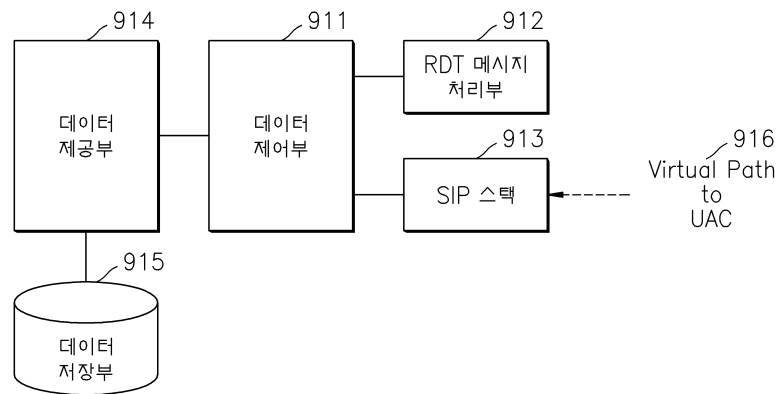 914
911
912
데이터
제공부
데이터
제어부
RDT 메시지
처리부
913
SIP 스택
916
Virtual Path
to
UAC
915
데이터
저장부